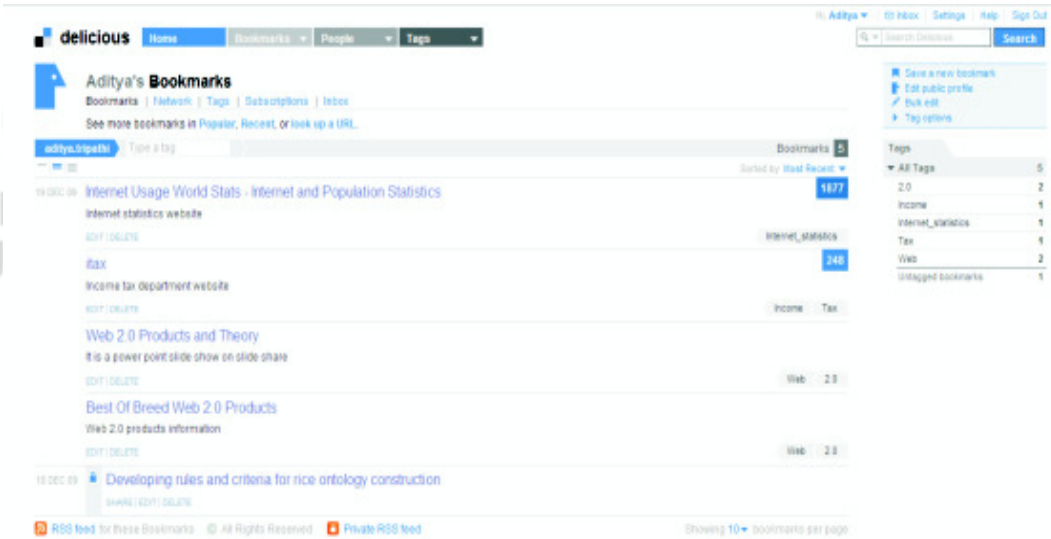 Hi, Aditya Inbox Settings Help Sign Out
delicious Home Bookmarks People Tags Search Delicious Search
Aditya's Bookmarks
Bookmarks | Network | Tags | Subscriptions | Inbox
See more bookmarks in Popular, Recent, or look up a URL.
Save a new bookmark
Edit public profile
Bulk edit
Tag options
aditya.tripathi Type a tag Bookmarks 5
Sorted by Most Recent
Internet Usage World Stats - Internet and Population Statistics 1877
Internet statistics website
EDIT | DELETE Internet_statistics
itax 248
Income tax department website
EDIT | DELETE Income Tax
Web 2.0 Products and Theory
It is a power point slide show on slide share
EDIT | DELETE Web 2.0
Best Of Breed Web 2.0 Products
Web 2.0 products information
EDIT | DELETE Web 2.0
Developing rules and criteria for rice ontology construction
SHARE | EDIT | DELETE
RSS feed for these Bookmarks © All Rights Reserved Private RSS feed Showing 10 bookmarks per page
Tags
All Tags 5
2.0 2
Income 1
Internet_statistics 1
Tax 1
Web 2
Untagged bookmarks 1